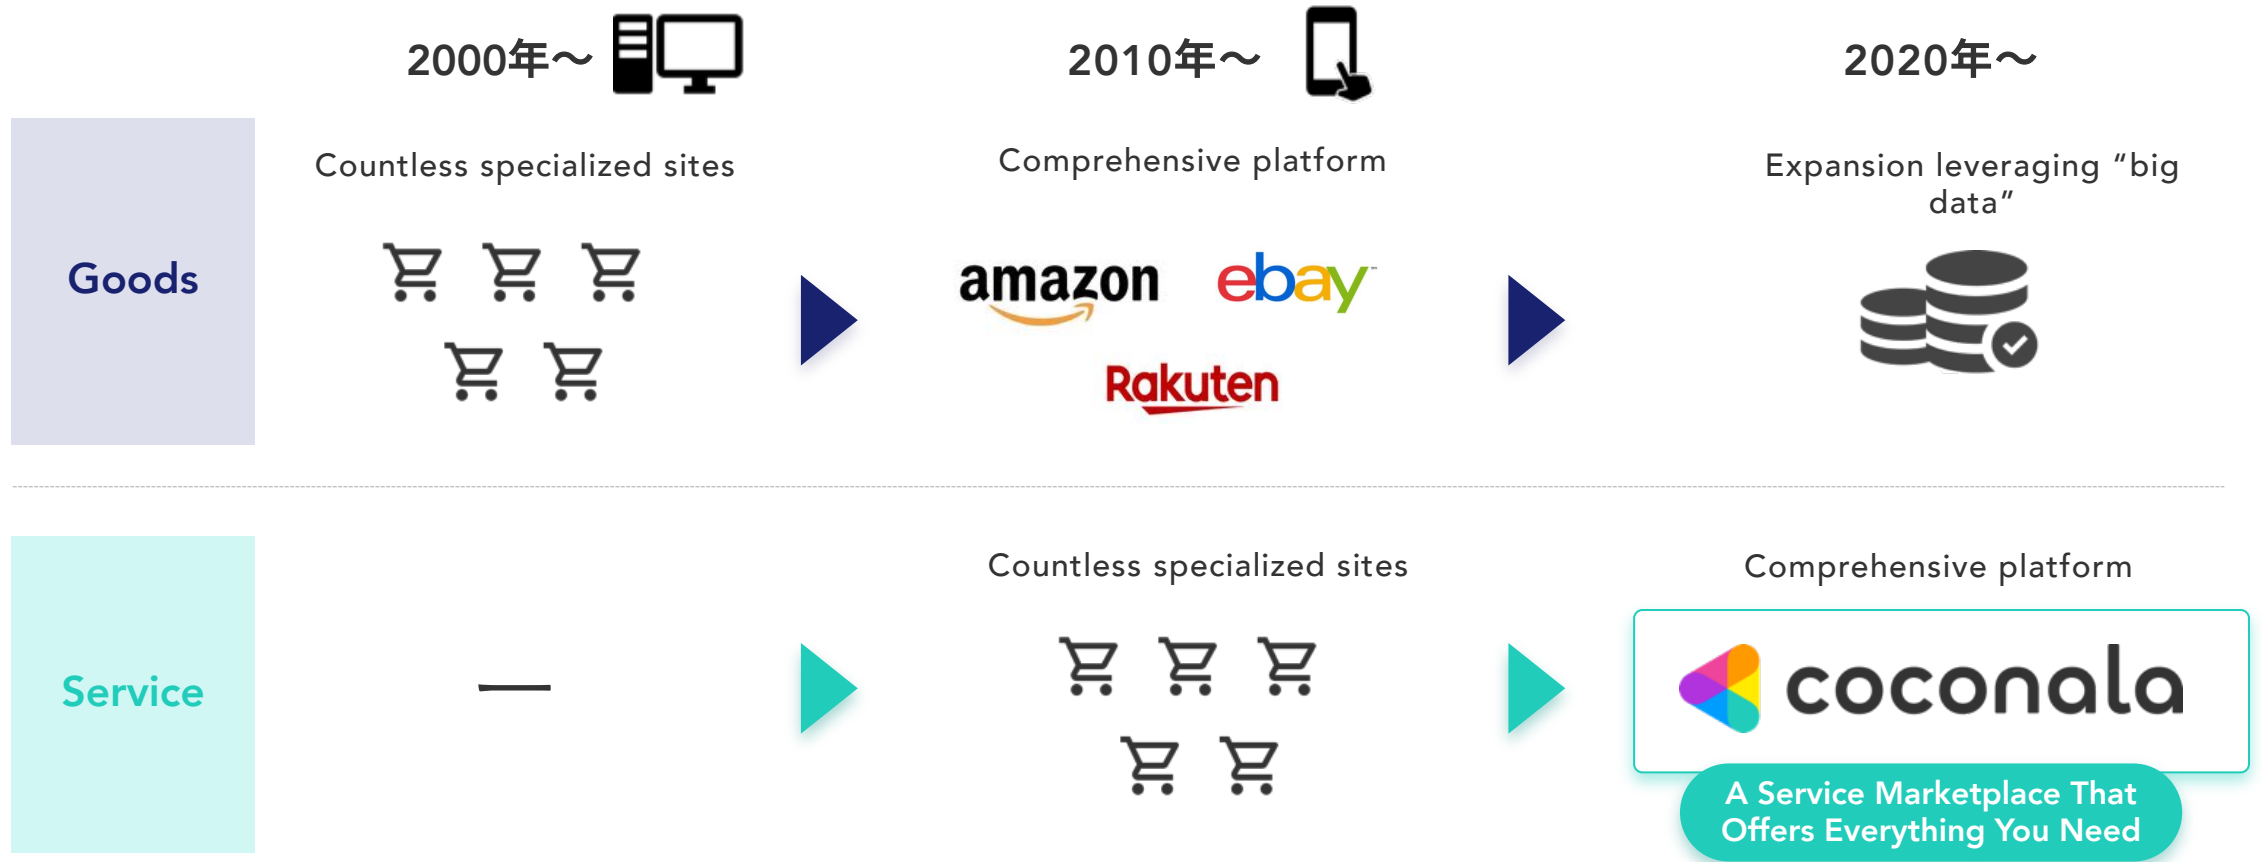 2000年～
2010年～
2020年～
Goods
Countless specialized sites
Comprehensive platform
Expansion leveraging “big
data”
amazon
ebay™
Rakuten
Service
—
Countless specialized sites
Comprehensive platform
coconala
A Service Marketplace That
Offers Everything You Need